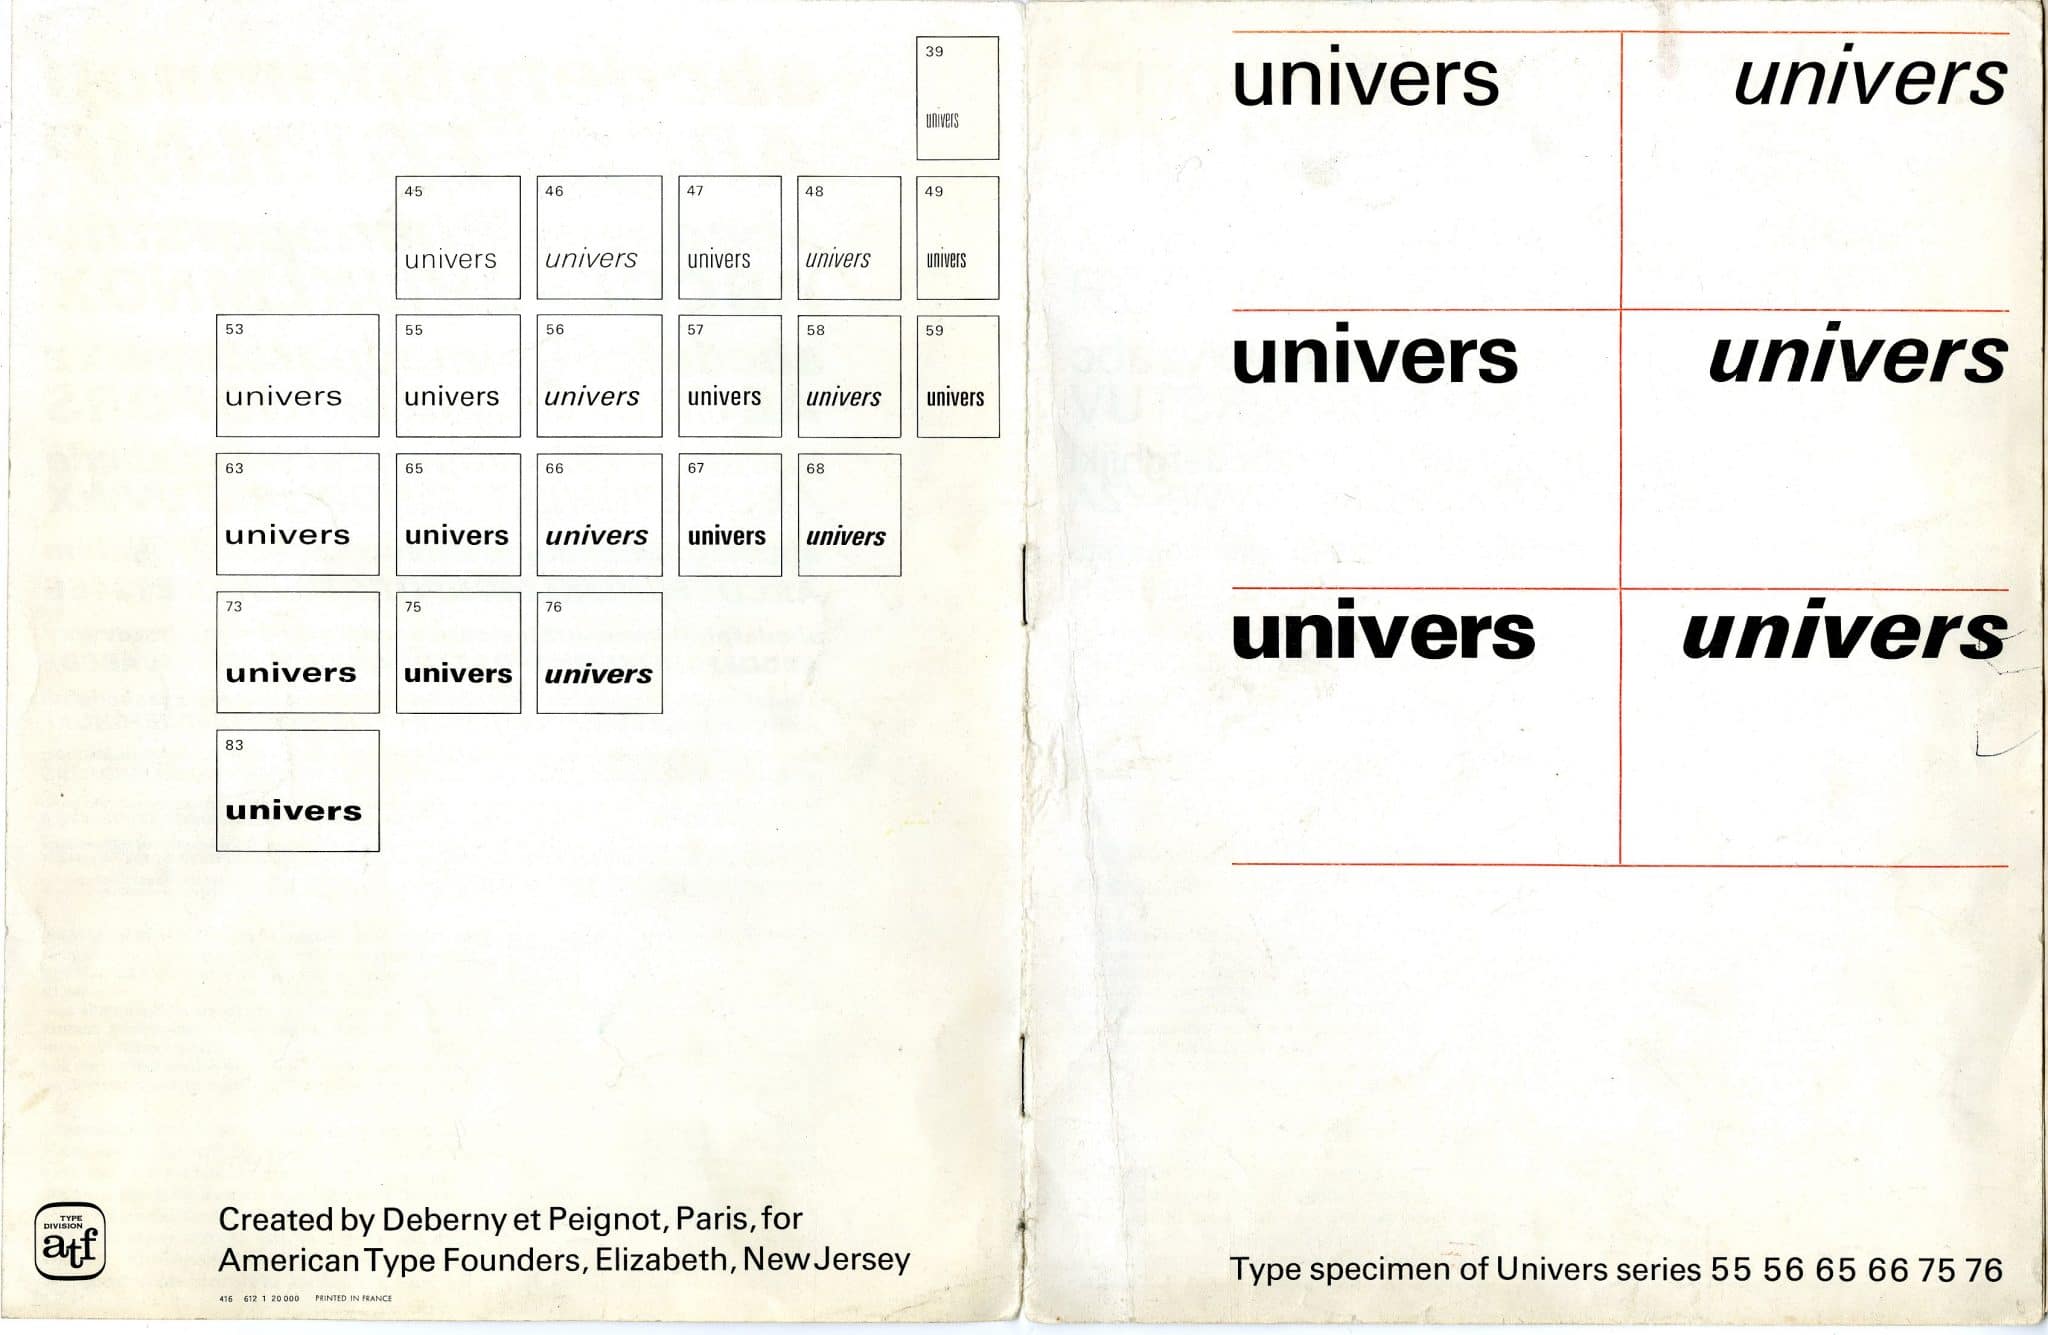 39
univers
45 46 47 48 49
univers univers univers univers univers
53 55 56 57 58 59
univers univers univers univers univers univers
63 65 66 67 68
univers univers univers univers univers
73 75 76
univers univers univers
83
univers
TYPE
DIVISION
atf
Created by Deberny et Peignot, Paris, for
American Type Founders, Elizabeth, New Jersey
416 612 1 20 000 PRINTED IN FRANCE
univers univers
univers univers
univers univers
Type specimen of Univers series 55 56 65 66 75 76